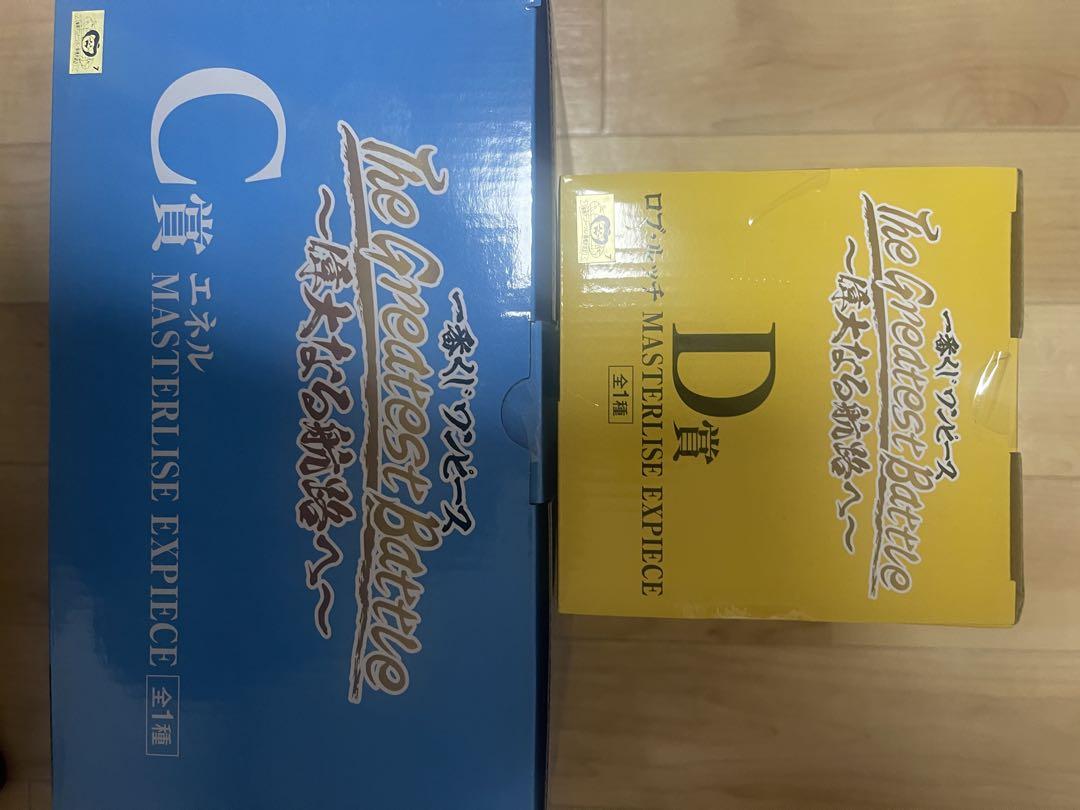 一番くじ ワンピース
The Greatest Battle
～偉大なる航路へ～
C賞 エネル
MASTERLISE EXPIECE 全1種
一番くじ ワンピース
The Greatest Battle
～偉大なる航路へ～
D賞
ロブ・ルッチ MASTERLISE EXPIECE
全1種